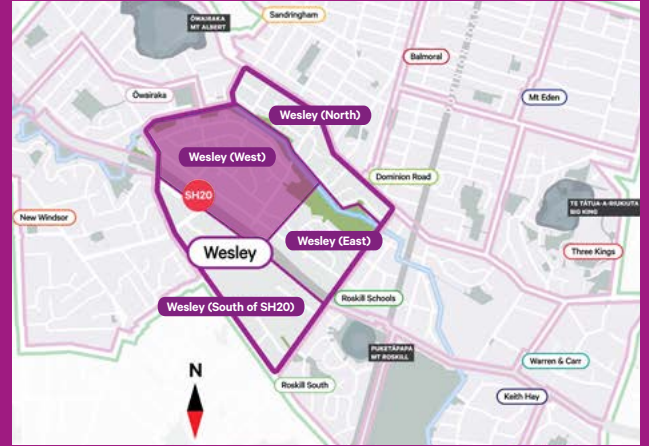 ŌWAIRAKA
MT ALBERT
Sandringham
Balmoral
Ōwairaka
Mt Eden
Wesley (North)
Wesley (West)
Dominion Road
SH20
TE TĀTUA-A-RIUKIUTA
BIG KING
New Windsor
Wesley (East)
Wesley
Three Kings
Roskill Schools
Wesley (South of SH20)
PUKETĀPAPA
MT ROSKILL
Warren & Carr
N
Roskill South
Keith Hay